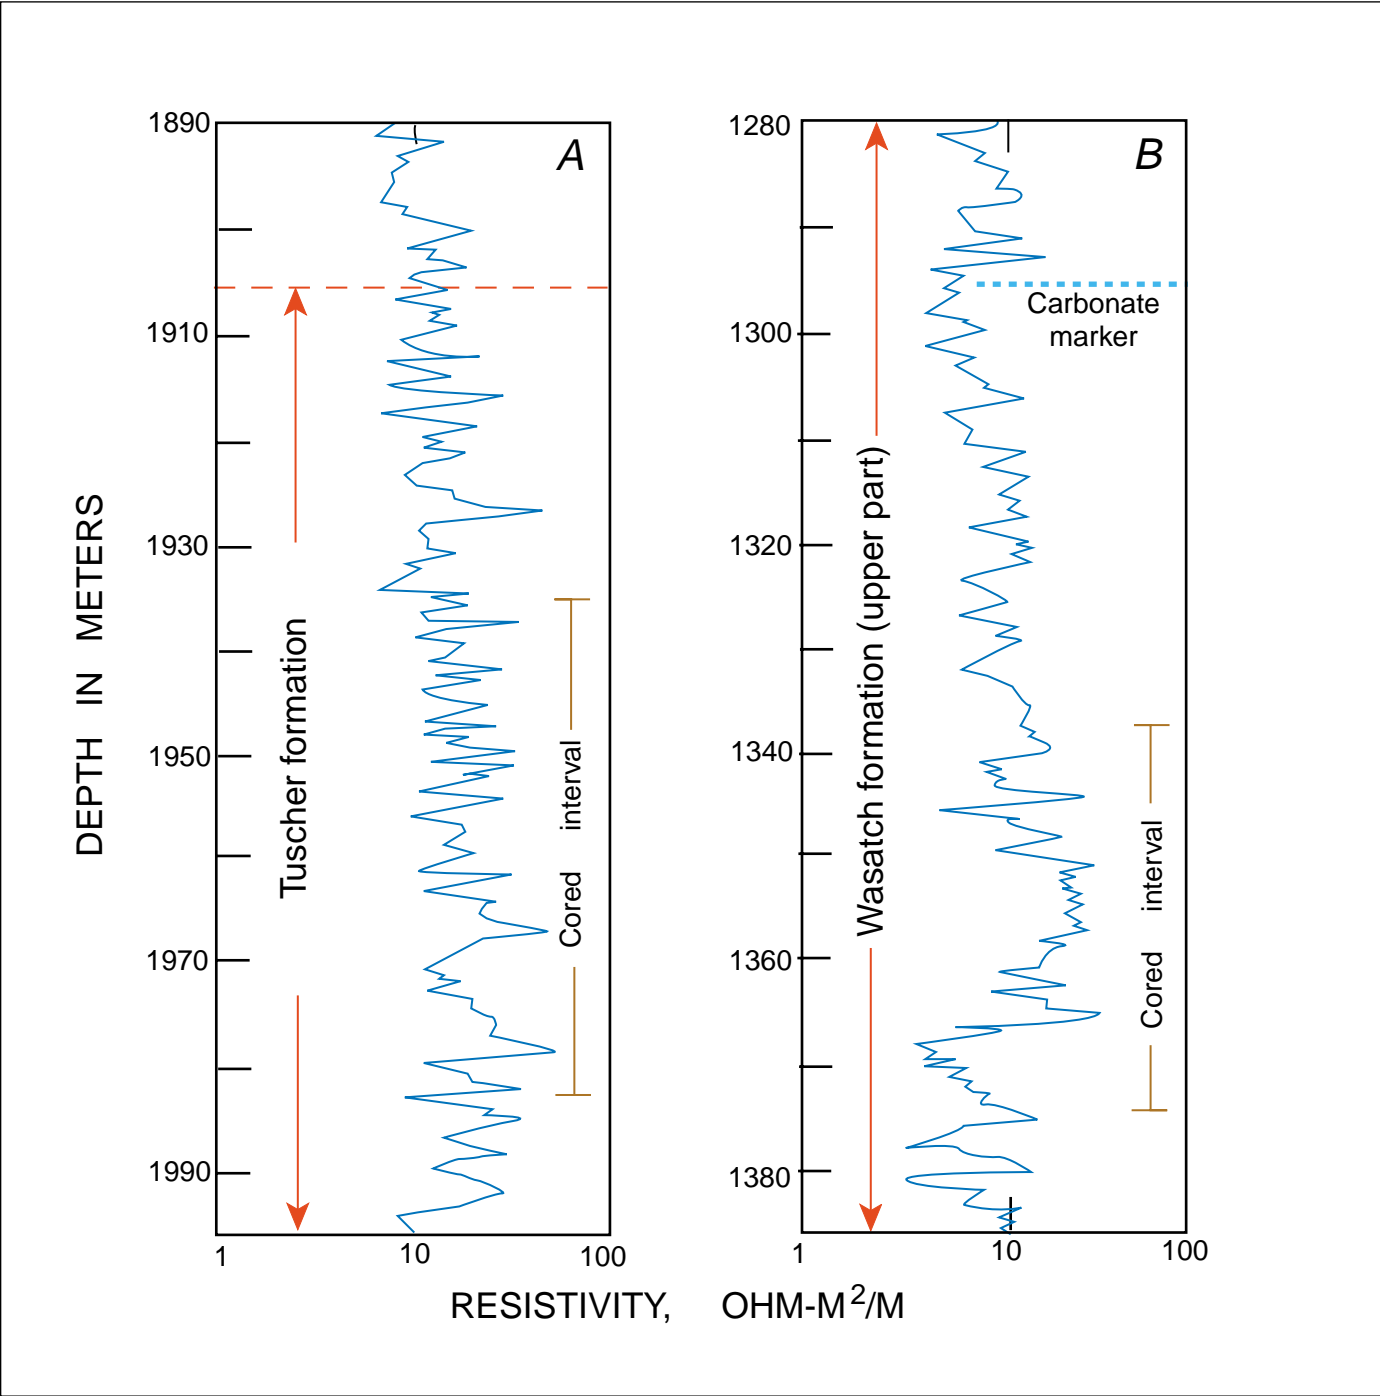 A
B
1890
1910
1930
1950
1970
1990
DEPTH IN METERS
Tuscher formation
Cored interval
1 10 100
1280
1300
1320
1340
1360
1380
Wasatch formation (upper part)
Carbonate
marker
Cored interval
1 10 100
RESISTIVITY, OHM-M²/M